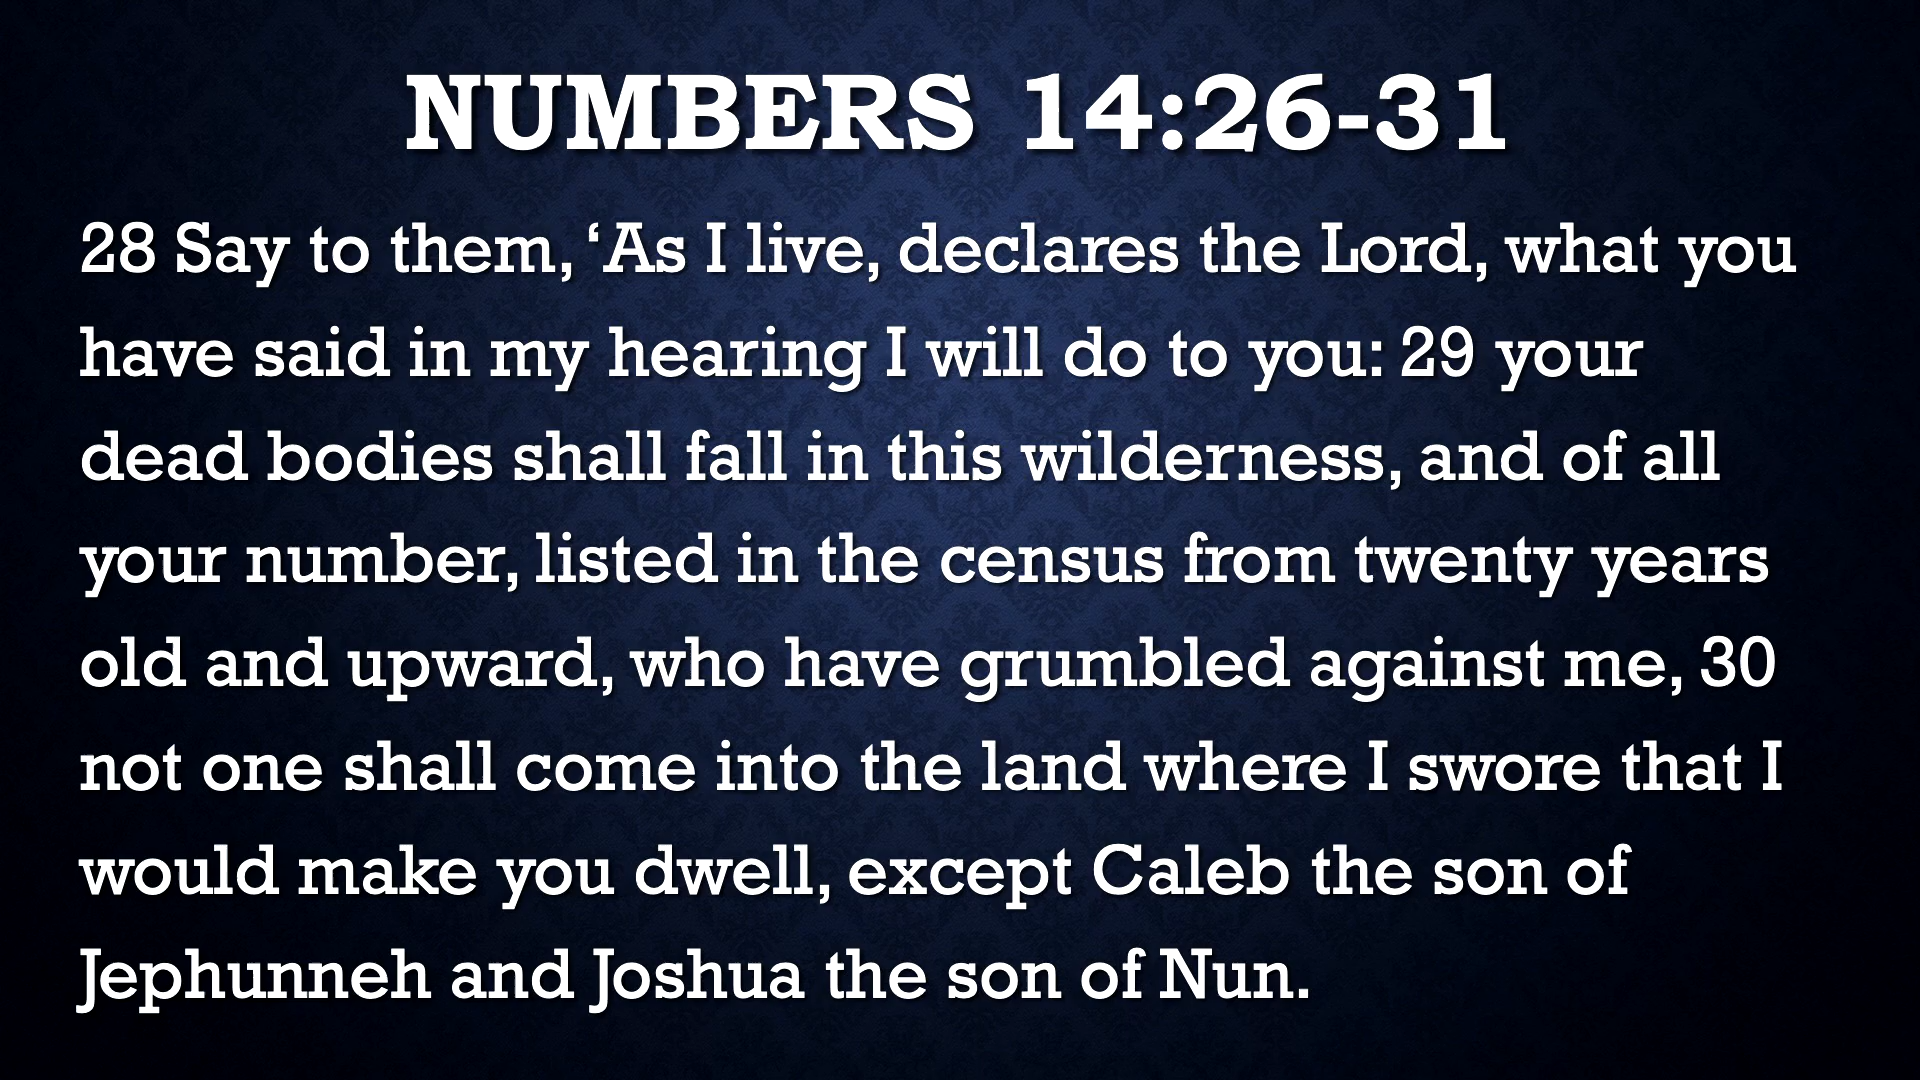 NUMBERS 14:26-31
28 Say to them, ‘As I live, declares the Lord, what you
have said in my hearing I will do to you: 29 your
dead bodies shall fall in this wilderness, and of all
your number, listed in the census from twenty years
old and upward, who have grumbled against me, 30
not one shall come into the land where I swore that I
would make you dwell, except Caleb the son of
Jephunneh and Joshua the son of Nun.